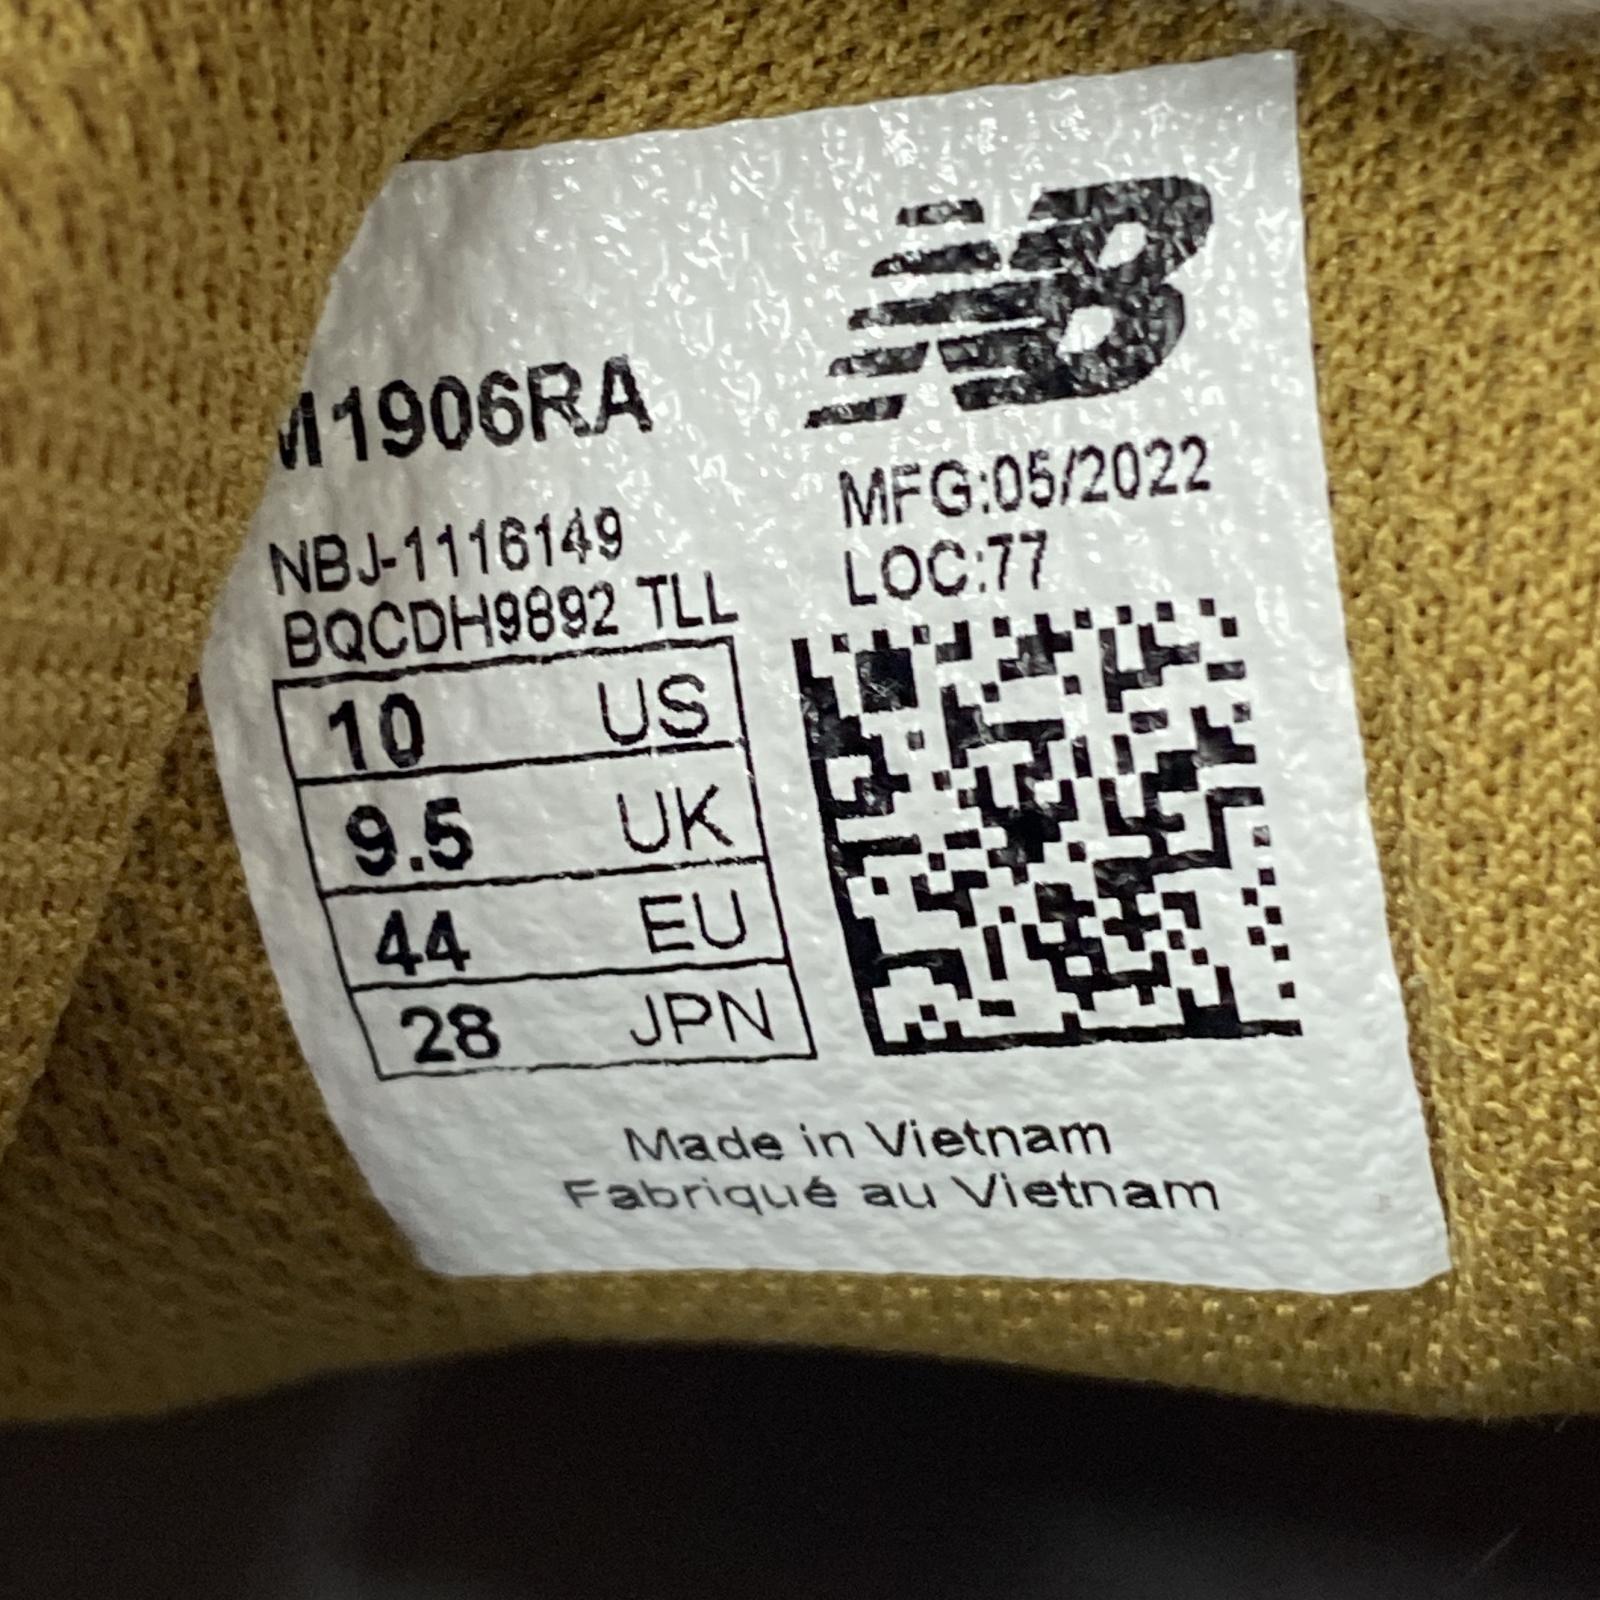 NB
M1906RA
MFG:05/2022
LOC:77
NBJ-1116149
BQCDH9892 TLL
10 US
9.5 UK
44 EU
28 JPN
Made in Vietnam
Fabriqué au Vietnam